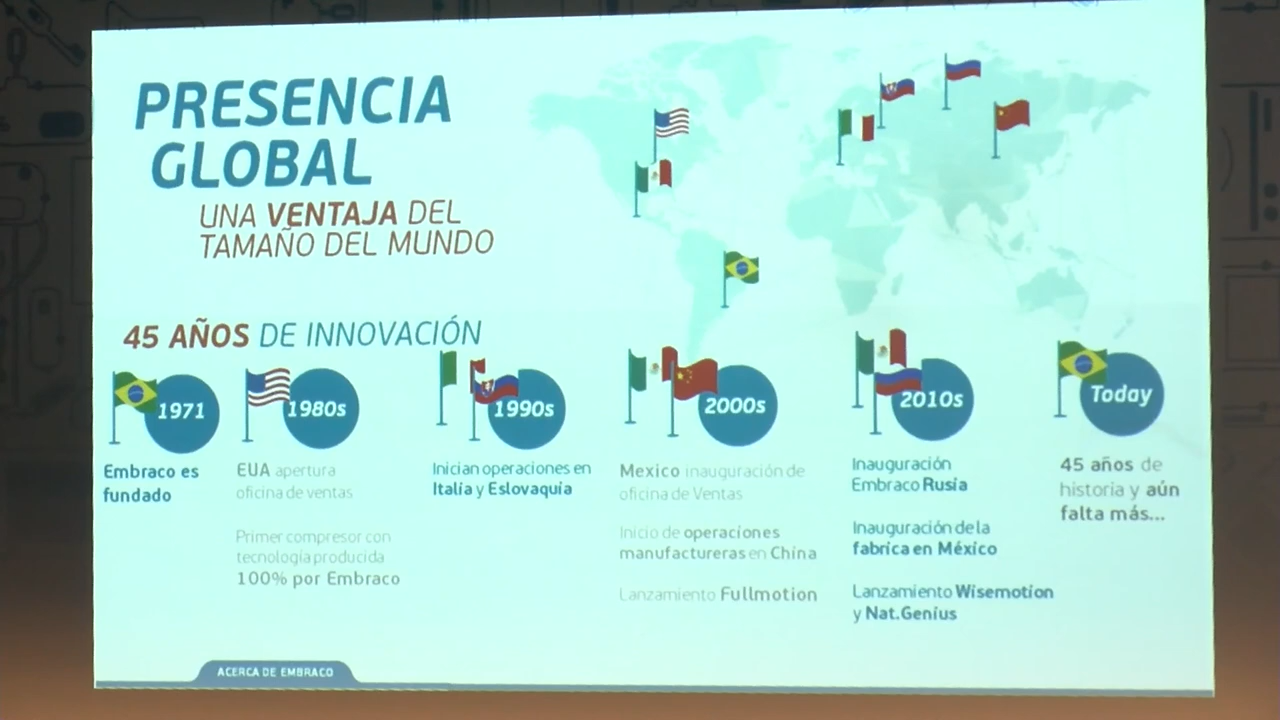 PRESENCIA
GLOBAL
UNA VENTAJA DEL
TAMAÑO DEL MUNDO
45 AÑOS DE INNOVACIÓN
1971
Embraco es
fundado
1980s
EUA apertura
oficina de ventas
Primer compresor con
tecnología producida
100% por Embraco
1990s
Inician operaciones en
Italia y Eslovaquia
2000s
Mexico inauguración de
oficina de Ventas
Inicio de operaciones
manufactureras en China
Lanzamiento Fullmotion
2010s
Inauguración
Embraco Rusia
Inauguración de la
fabrica en México
Lanzamiento Wisemotion
y Nat.Genius
Today
45 años de
historia y aún
falta más...
ACERCA DE EMBRACO